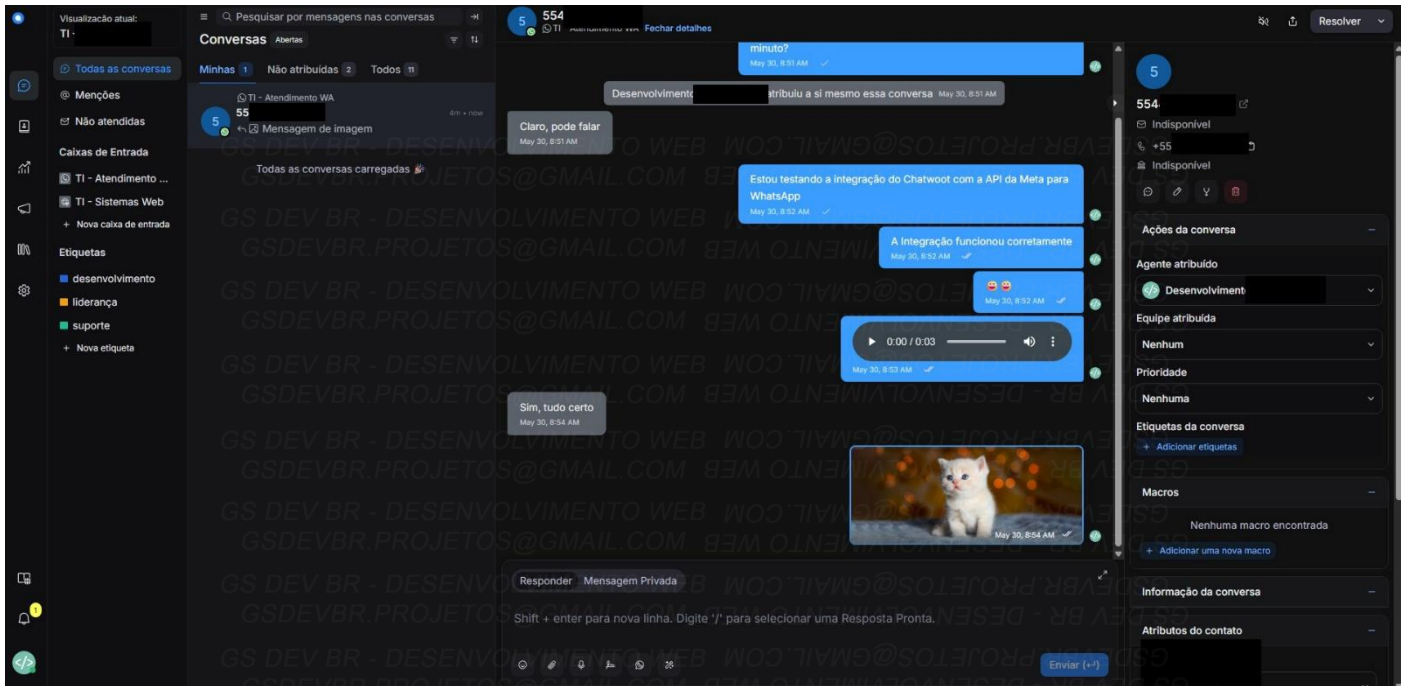 Visualização atual:
TI -
Todas as conversas
Menções
Não atendidas
Caixas de Entrada
TI - Atendimento ...
TI - Sistemas Web
+ Nova caixa de entrada
Etiquetas
desenvolvimento
liderança
suporte
+ Nova etiqueta
1
Pesquisar por mensagens nas conversas
Conversas Abertas
Minhas 1 Não atribuídas 2 Todos 11
TI - Atendimento WA
5 55
4m • now
Mensagem de imagem
Todas as conversas carregadas 🎉
5 554
TI
Fechar detalhes
Resolver
minuto?
May 30, 8:51 AM
Desenvolvimento atribuiu a si mesmo essa conversa May 30, 8:51 AM
Claro, pode falar
May 30, 8:51 AM
Estou testando a integração do Chatwoot com a API da Meta para
WhatsApp
May 30, 8:52 AM
A Integração funcionou corretamente
May 30, 8:52 AM
May 30, 8:52 AM
0:00 / 0:03
May 30, 8:53 AM
Sim, tudo certo
May 30, 8:54 AM
May 30, 8:54 AM
Responder Mensagem Privada
Shift + enter para nova linha. Digite '/' para selecionar uma Resposta Pronta.
Enviar (↵)
5
554
Indisponível
+55
Indisponível
Ações da conversa
Agente atribuído
Desenvolviment
Equipe atribuída
Nenhum
Prioridade
Nenhuma
Etiquetas da conversa
+ Adicionar etiquetas
Macros
Nenhuma macro encontrada
+ Adicionar uma nova macro
Informação da conversa
Atributos do contato
GS DEV BR - DESENVOLVIMENTO WEB
GSDEVBR.PROJETOS@GMAIL.COM